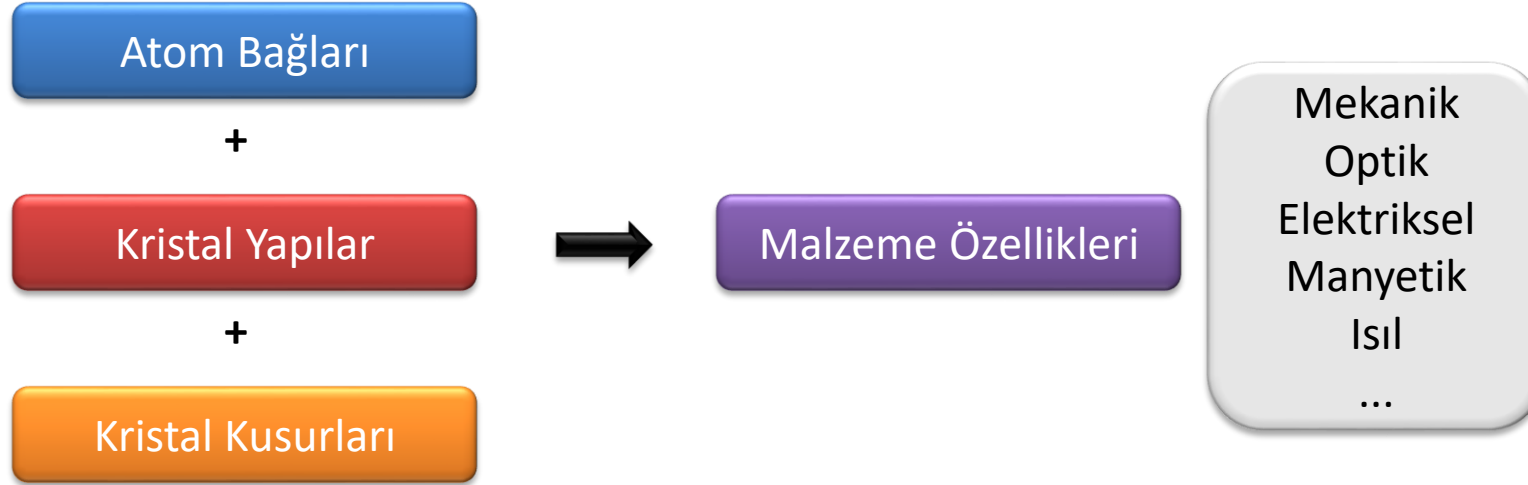 Atom Bağları
+
Kristal Yapılar
+
Kristal Kusurları
Malzeme Özellikleri
Mekanik
Optik
Elektriksel
Manyetik
Isıl
...